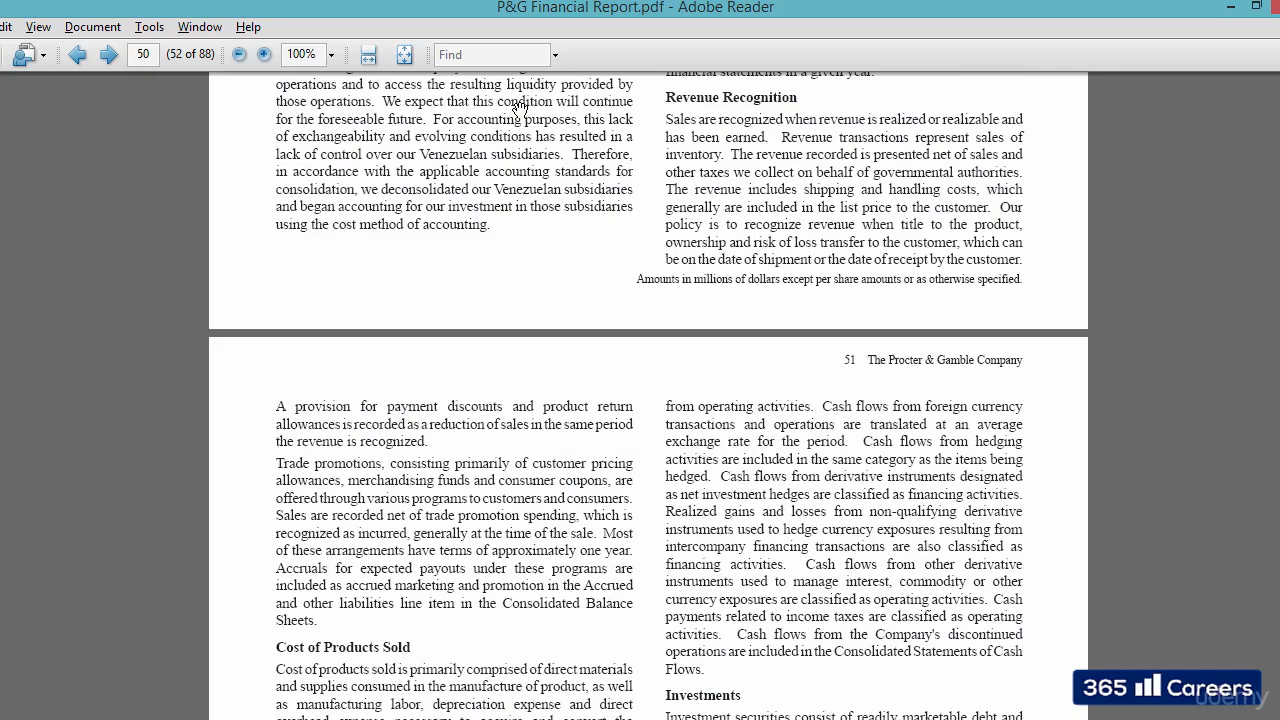 P&G Financial Report.pdf - Adobe Reader
dit View Document Tools Window Help
50 (52 of 88) 100% Find
operations and to access the resulting liquidity provided by
those operations. We expect that this condition will continue
for the foreseeable future. For accounting purposes, this lack
of exchangeability and evolving conditions has resulted in a
lack of control over our Venezuelan subsidiaries. Therefore,
in accordance with the applicable accounting standards for
consolidation, we deconsolidated our Venezuelan subsidiaries
and began accounting for our investment in those subsidiaries
using the cost method of accounting.
financial statements in a given year.
Revenue Recognition
Sales are recognized when revenue is realized or realizable and
has been earned. Revenue transactions represent sales of
inventory. The revenue recorded is presented net of sales and
other taxes we collect on behalf of governmental authorities.
The revenue includes shipping and handling costs, which
generally are included in the list price to the customer. Our
policy is to recognize revenue when title to the product,
ownership and risk of loss transfer to the customer, which can
be on the date of shipment or the date of receipt by the customer.
Amounts in millions of dollars except per share amounts or as otherwise specified.
51 The Procter & Gamble Company
A provision for payment discounts and product return
allowances is recorded as a reduction of sales in the same period
the revenue is recognized.
Trade promotions, consisting primarily of customer pricing
allowances, merchandising funds and consumer coupons, are
offered through various programs to customers and consumers.
Sales are recorded net of trade promotion spending, which is
recognized as incurred, generally at the time of the sale. Most
of these arrangements have terms of approximately one year.
Accruals for expected payouts under these programs are
included as accrued marketing and promotion in the Accrued
and other liabilities line item in the Consolidated Balance
Sheets.
Cost of Products Sold
Cost of products sold is primarily comprised of direct materials
and supplies consumed in the manufacture of product, as well
as manufacturing labor, depreciation expense and direct
from operating activities. Cash flows from foreign currency
transactions and operations are translated at an average
exchange rate for the period. Cash flows from hedging
activities are included in the same category as the items being
hedged. Cash flows from derivative instruments designated
as net investment hedges are classified as financing activities.
Realized gains and losses from non-qualifying derivative
instruments used to hedge currency exposures resulting from
intercompany financing transactions are also classified as
financing activities. Cash flows from other derivative
instruments used to manage interest, commodity or other
currency exposures are classified as operating activities. Cash
payments related to income taxes are classified as operating
activities. Cash flows from the Company's discontinued
operations are included in the Consolidated Statements of Cash
Flows.
Investments
Investment securities consist of readily marketable debt and
365 Careers
udemy